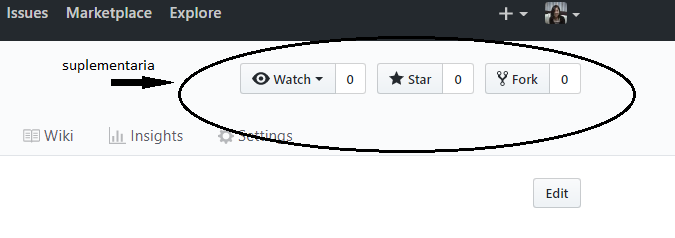 Issues Marketplace Explore
suplementaria
Watch 0 Star 0 Fork 0
Wiki Insights Settings
Edit